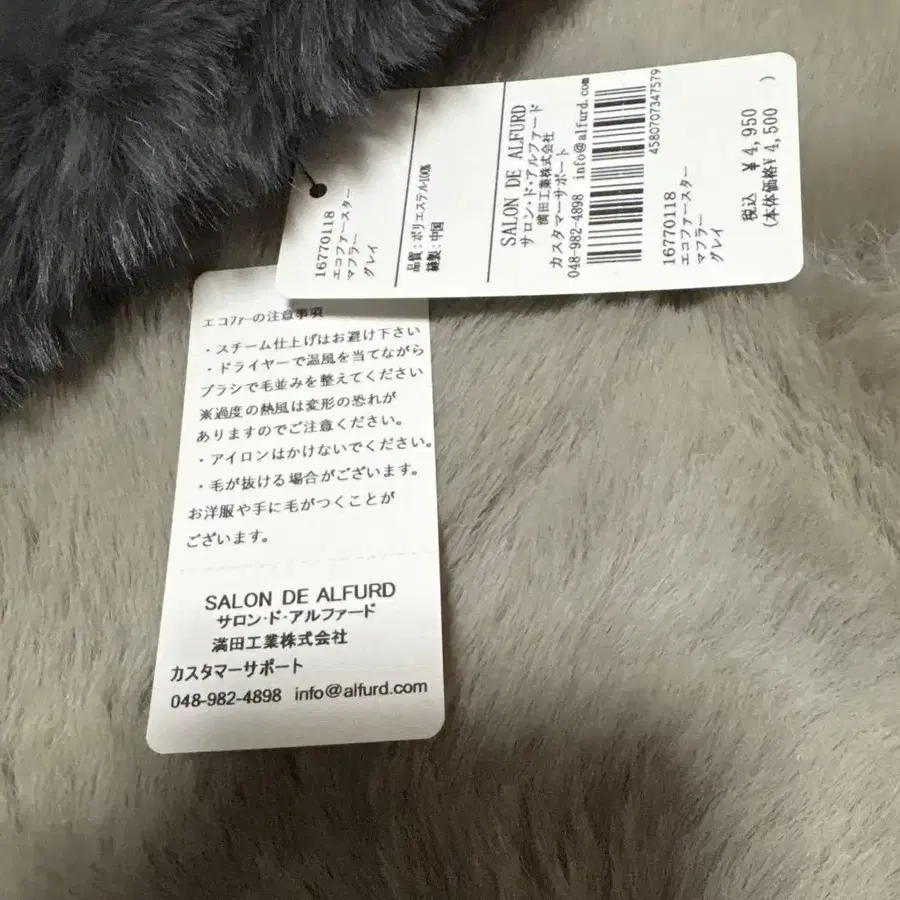 16770118
エコファースター
マフラー
グレイ
品質：ポリエステル100%
縫製：中国
SALON DE ALFURD
サロン・ド・アルファード
満田工業株式会社
カスタマーサポート
048-982-4898 info@alfurd.com
4580707347579
16770118
エコファースター
マフラー
グレイ
税込 ¥4,950
(本体価格¥4,500 )
エコファーの注意事項
・スチーム仕上げはお避け下さい
・ドライヤーで温風を当てながら
ブラシで毛並みを整えてください
※過度の熱風は変形の恐れが
ありますのでご注意ください。
・アイロンはかけないでください。
・毛が抜ける場合がございます。
お洋服や手に毛がつくことが
ございます。
SALON DE ALFURD
サロン・ド・アルファード
満田工業株式会社
カスタマーサポート
048-982-4898 info@alfurd.com